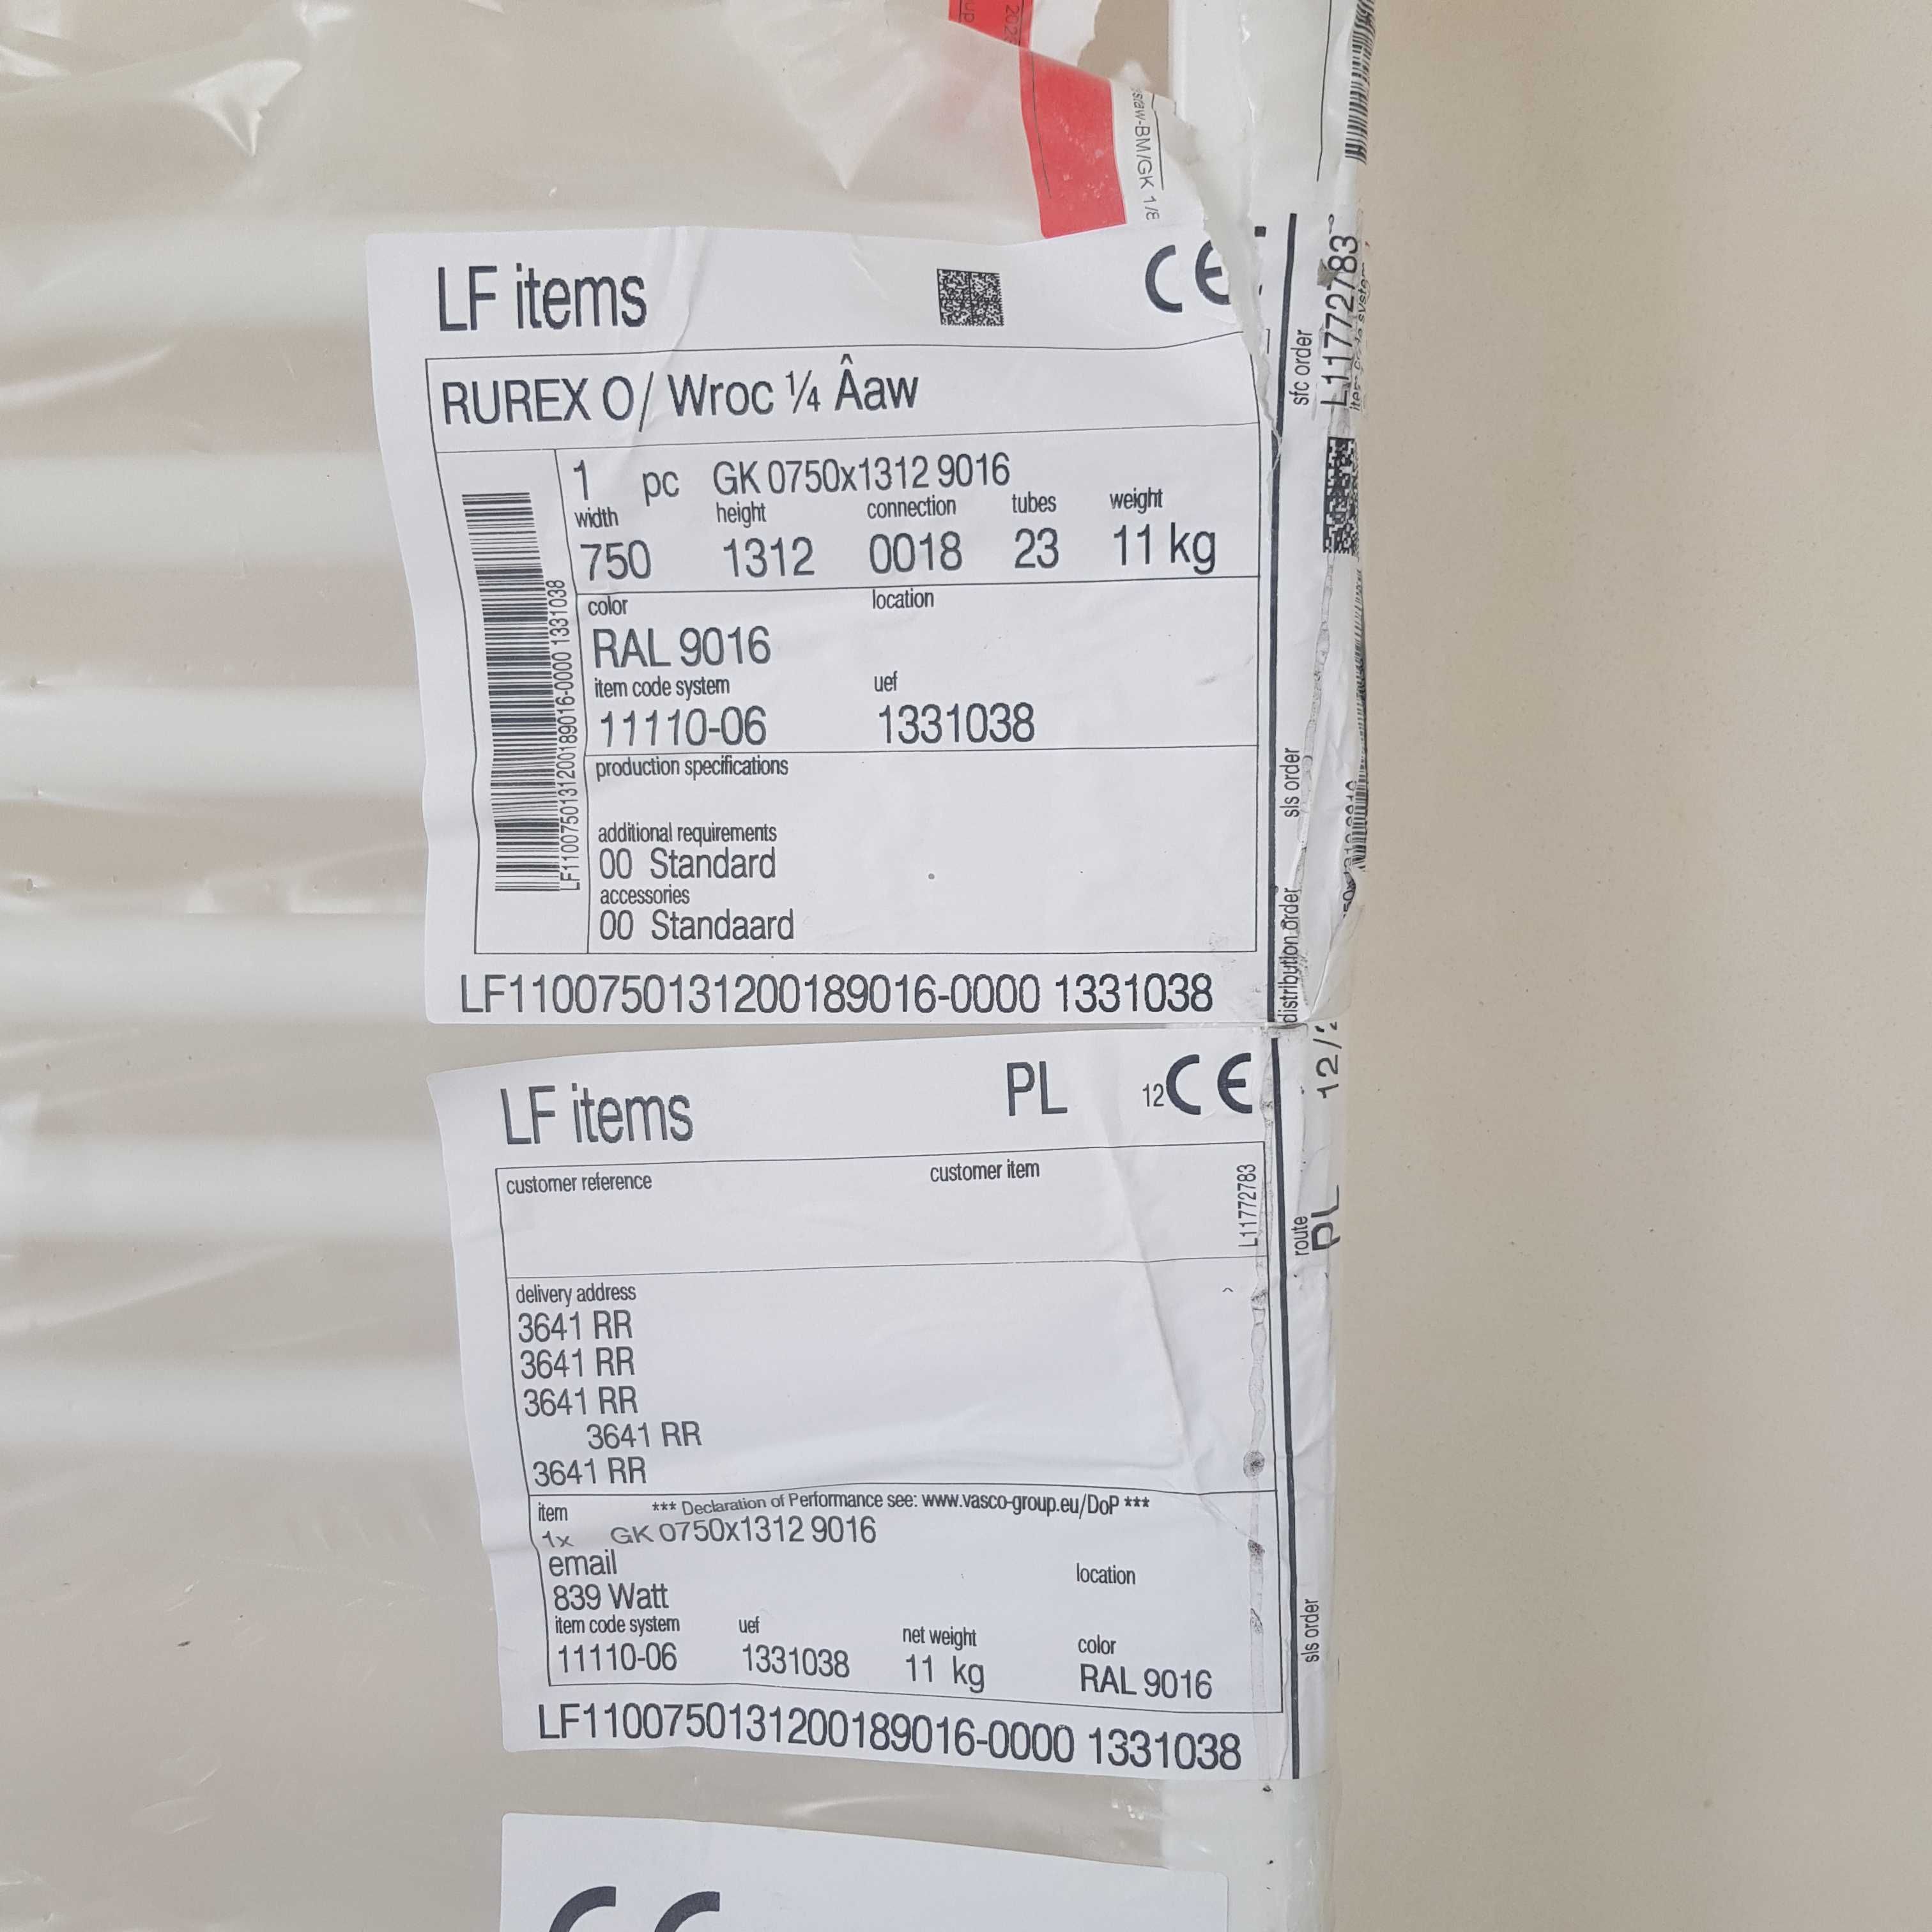 LF items
RUREX O/ Wroc ¼ Âaw
1 pc GK 0750x1312 9016
width height connection tubes weight
750 1312 0018 23 11 kg
color location
RAL 9016
item code system uef
11110-06 1331038
production specifications
additional requirements
00 Standard
accessories
00 Standaard
LF1100750131200189016-0000 1331038
LF1100750131200189016-0000 1331038
sfc order
L11772783
sls order
distribution order
LF items PL 12 CE
customer reference customer item
L11772783
delivery address
3641 RR
3641 RR
3641 RR
3641 RR
3641 RR
item *** Declaration of Performance see: www.vasco-group.eu/DoP ***
1x GK 0750x1312 9016
email
839 Watt
location
item code system uef net weight color
11110-06 1331038 11 kg RAL 9016
LF1100750131200189016-0000 1331038
route
PL
sls order